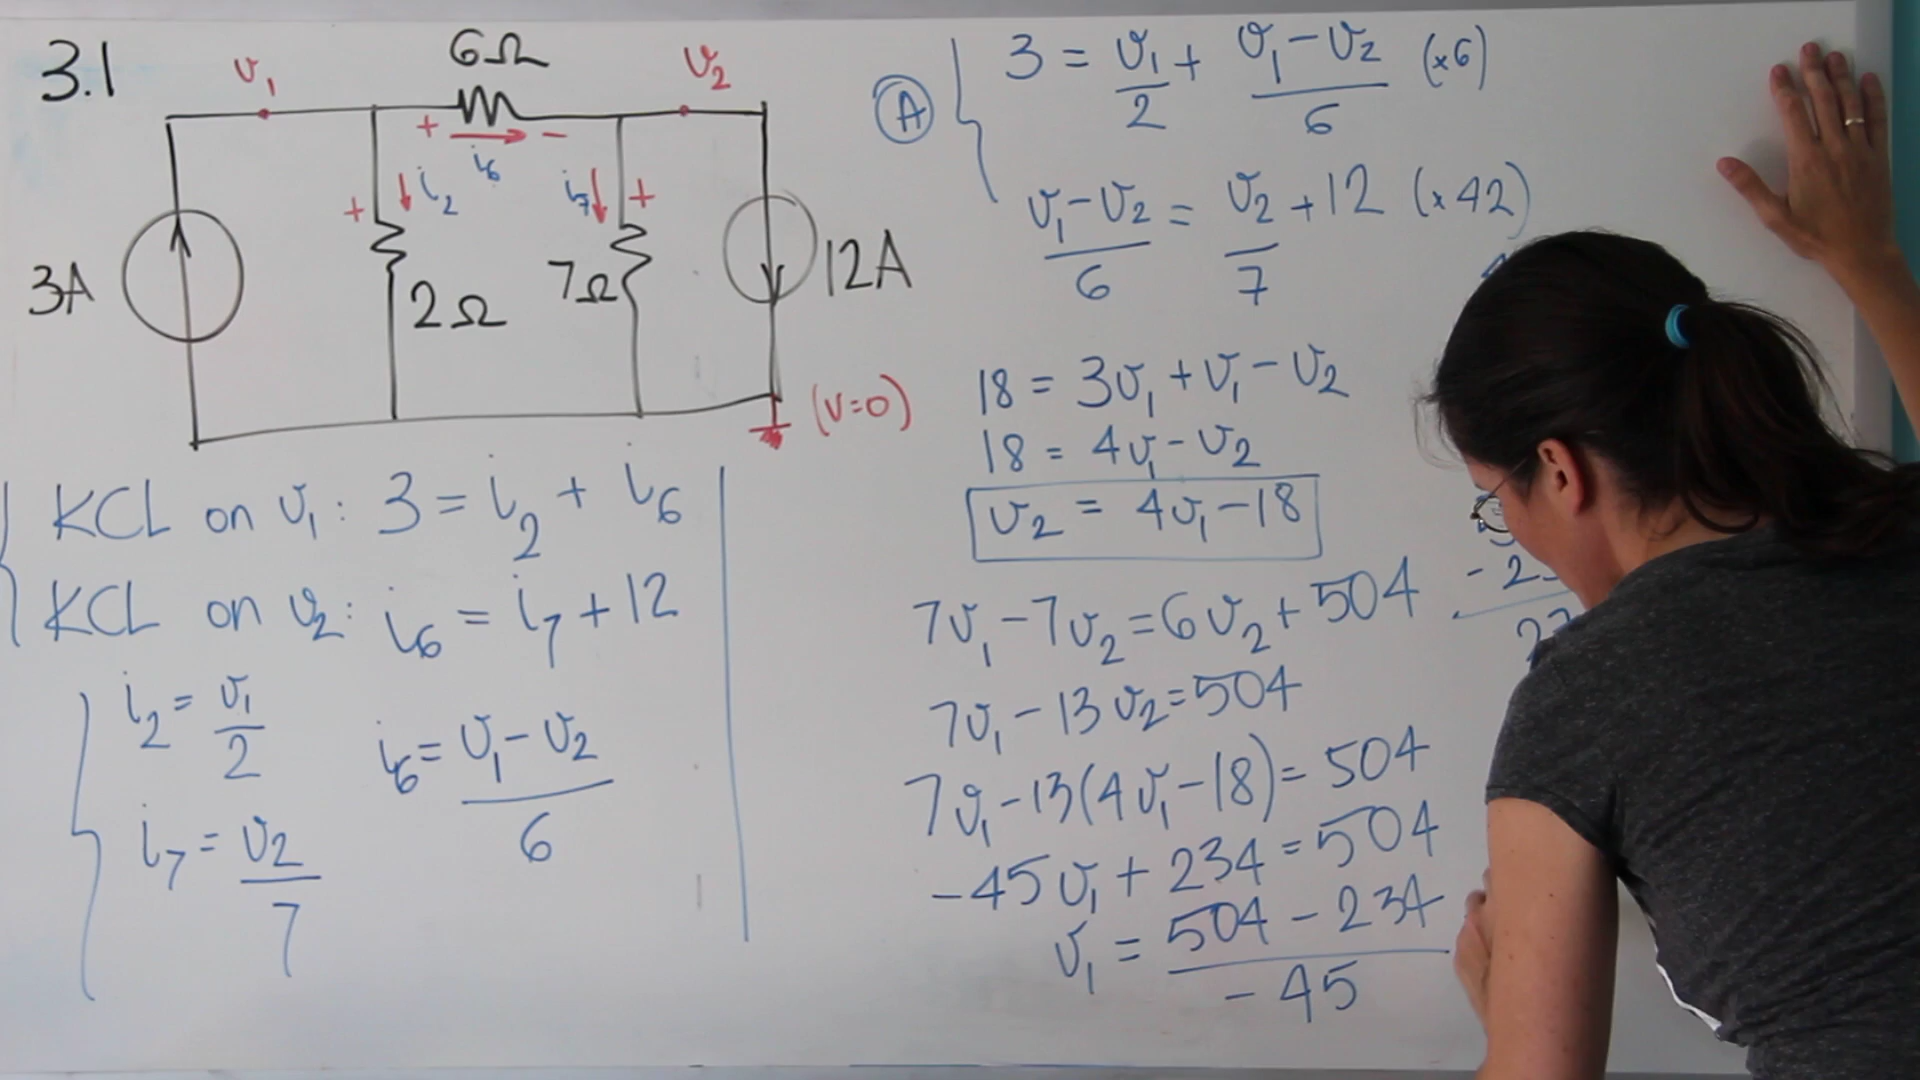 3.1
v₁
6Ω
v₂
+ i₆ −
+ i₂
i₇ +
3A
2Ω
7Ω
12A
(v=0)
KCL on v₁: 3 = i₂ + i₆
KCL on v₂: i₆ = i₇ + 12
i₂ = v₁/2
i₆ = (v₁ − v₂)/6
i₇ = v₂/7
A
3 = v₁/2 + (v₁ − v₂)/6 (×6)
(v₁ − v₂)/6 = v₂/7 + 12 (×42)
18 = 3v₁ + v₁ − v₂
18 = 4v₁ − v₂
v₂ = 4v₁ − 18
7v₁ − 7v₂ = 6v₂ + 504
7v₁ − 13v₂ = 504
7v₁ − 13(4v₁ − 18) = 504
−45v₁ + 234 = 504
v₁ = (504 − 234)/−45